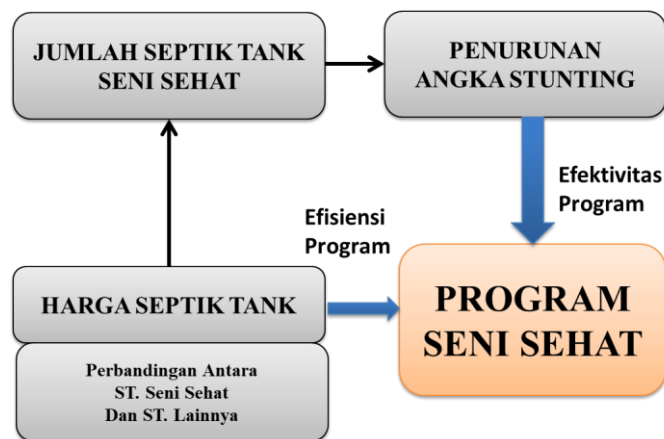 JUMLAH SEPTIK TANK
SENI SEHAT
PENURUNAN
ANGKA STUNTING
Efektivitas
Program
Efisiensi
Program
HARGA SEPTIK TANK
PROGRAM
SENI SEHAT
Perbandingan Antara
ST. Seni Sehat
Dan ST. Lainnya